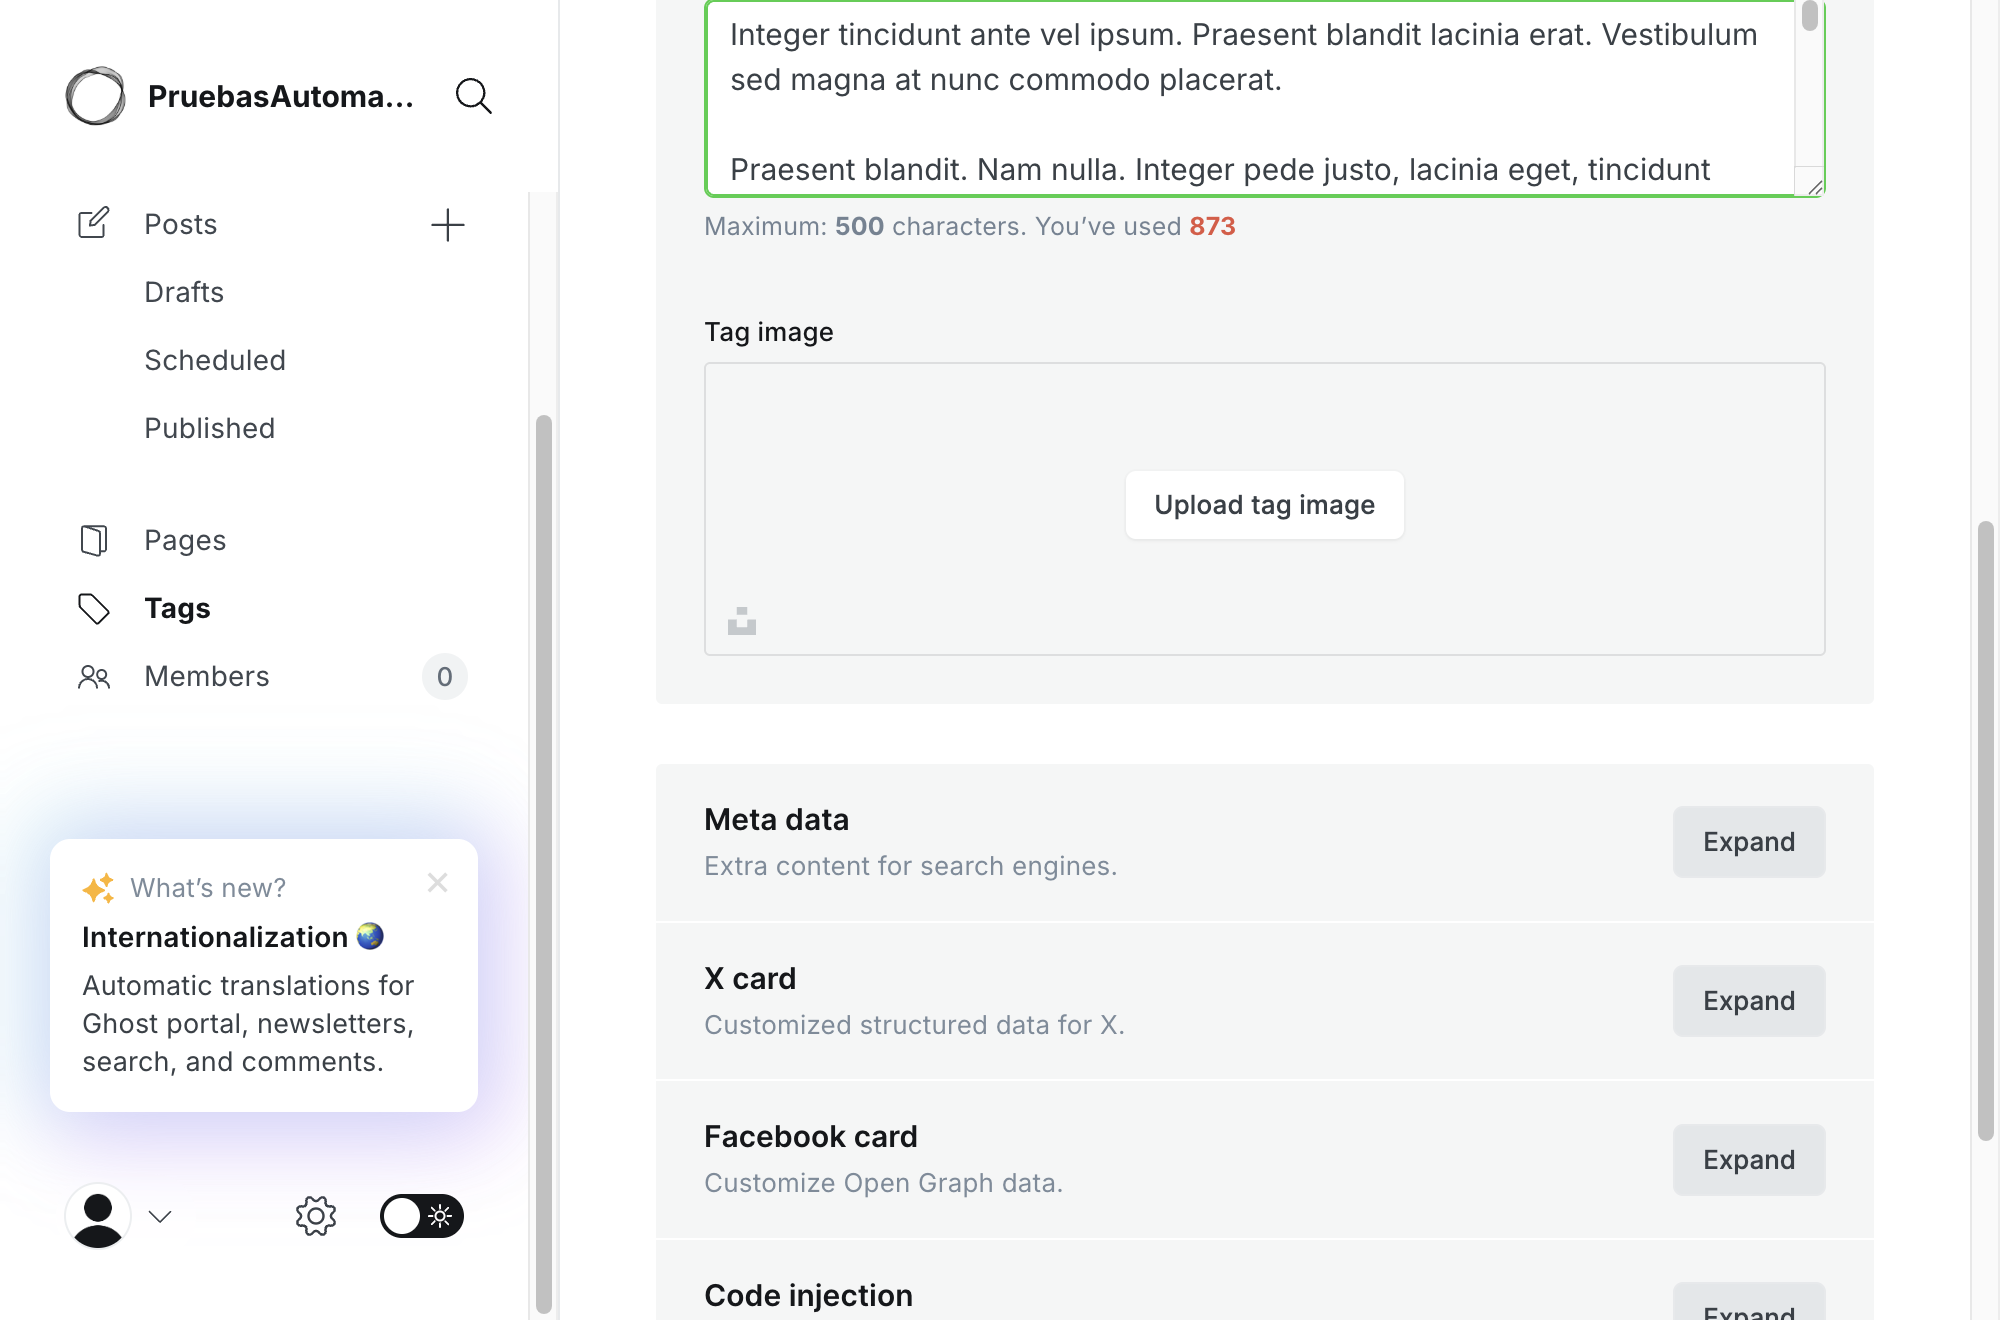 PruebasAutoma...
Posts
Drafts
Scheduled
Published
Pages
Tags
Members
0
What’s new?
Internationalization
Automatic translations for
Ghost portal, newsletters,
search, and comments.
Integer tincidunt ante vel ipsum. Praesent blandit lacinia erat. Vestibulum
sed magna at nunc commodo placerat.
Praesent blandit. Nam nulla. Integer pede justo, lacinia eget, tincidunt
Maximum: 500 characters. You’ve used 873
Tag image
Upload tag image
Meta data
Extra content for search engines.
Expand
X card
Customized structured data for X.
Expand
Facebook card
Customize Open Graph data.
Expand
Code injection
Expand